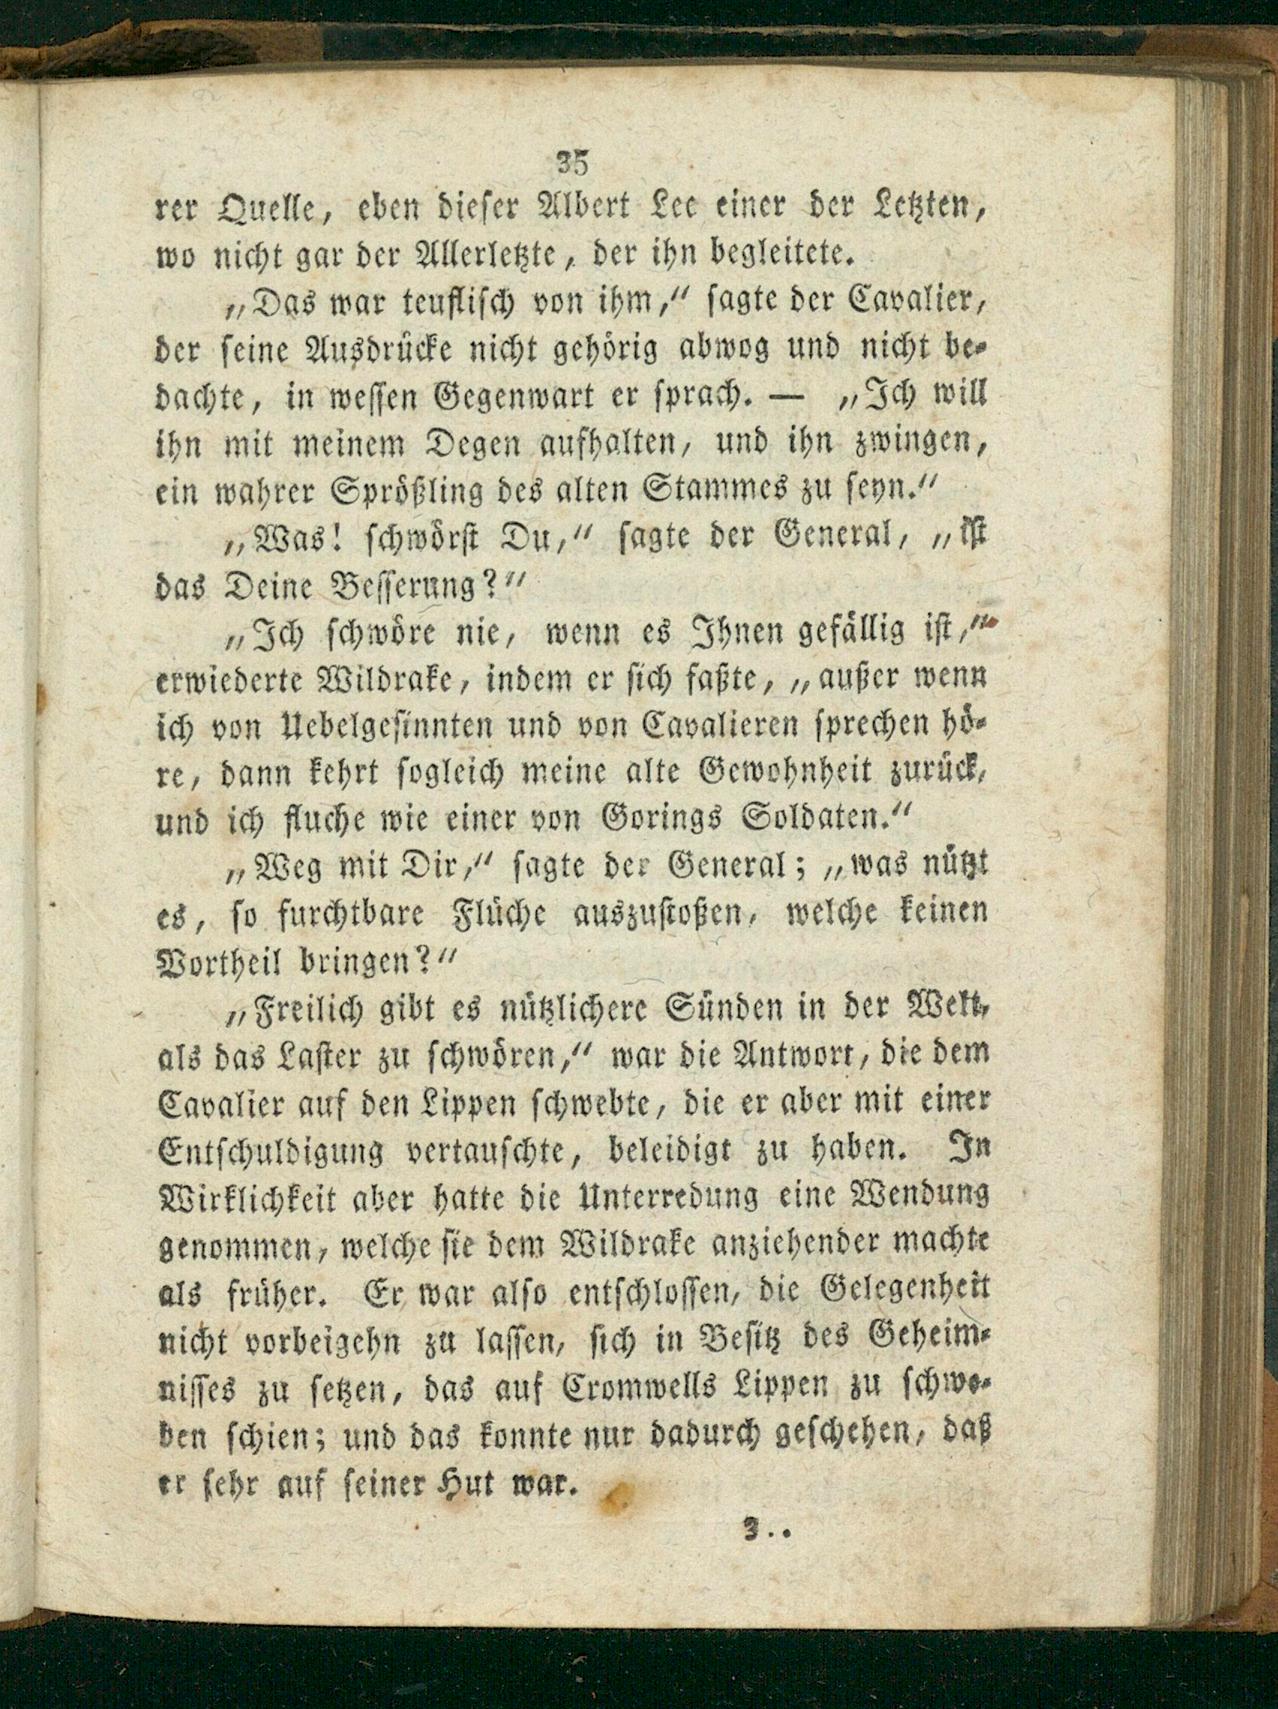 35
rer Quelle, eben dieser Albert Lee einer der Letzten,
wo nicht gar der Allerletzte, der ihn begleitete.
„Das war teuflisch von ihm,“ sagte der Cavalier,
der seine Ausdrücke nicht gehörig abwog und nicht be-
dachte, in wessen Gegenwart er sprach. — „Ich will
ihn mit meinem Degen aufhalten, und ihn zwingen,
ein wahrer Sprößling des alten Stammes zu seyn.“
„Was! schwörst Du,“ sagte der General, „ist
das Deine Besserung?“
„Ich schwöre nie, wenn es Ihnen gefällig ist,“
erwiederte Wildrake, indem er sich faßte, „außer wenn
ich von Uebelgesinnten und von Cavalieren sprechen hö-
re, dann kehrt sogleich meine alte Gewohnheit zurück,
und ich fluche wie einer von Gorings Soldaten.“
„Weg mit Dir,“ sagte der General; „was nützt
es, so furchtbare Flüche auszustoßen, welche keinen
Vortheil bringen?“
„Freilich gibt es nützlichere Sünden in der Welt,
als das Laster zu schwören,“ war die Antwort, die dem
Cavalier auf den Lippen schwebte, die er aber mit einer
Entschuldigung vertauschte, beleidigt zu haben. In
Wirklichkeit aber hatte die Unterredung eine Wendung
genommen, welche sie dem Wildrake anziehender machte
als früher. Er war also entschlossen, die Gelegenheit
nicht vorbeigehn zu lassen, sich in Besitz des Geheim-
nisses zu setzen, das auf Cromwells Lippen zu schwe-
ben schien; und das konnte nur dadurch geschehen, daß
er sehr auf seiner Hut war.
3..